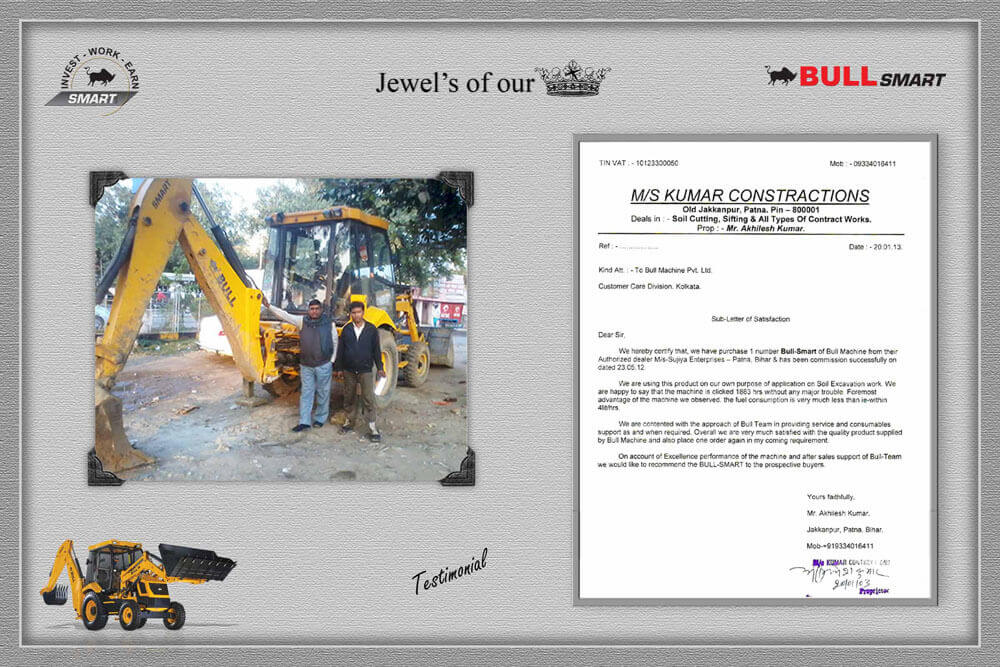 INVEST - WORK - EARN
SMART
Jewel's of our
BULL SMART
SMART
BULL
TIN VAT : - 10123300060
Mob : - 09334016411
M/S KUMAR CONSTRACTIONS
Old Jakkanpur, Patna. Pin – 800001
Deals in : - Soil Cutting, Sifting & All Types Of Contract Works.
Prop : - Mr. Akhilesh Kumar.
Ref : - ...................
Date : - 20.01.13.
Kind Att. : - To Bull Machine Pvt. Ltd.
Customer Care Division. Kolkata.
Sub-Letter of Satisfaction
Dear Sir,
We hereby certify that, we have purchase 1 number Bull-Smart of Bull Machine from their
Authorized dealer M/s-Sujiya Enterprises – Patna, Bihar & has been commission successfully on
dated 23.05.12.
We are using this product on our own purpose of application on Soil Excavation work. We
are happy to say that the machine is clicked 1863 hrs without any major trouble. Foremost
advantage of the machine we observed, the fuel consumption is very much less than ie-within
4lit/hrs.
We are contented with the approach of Bull Team in providing service and consumables
support as and when required. Overall we are very much satisfied with the quality product supplied
by Bull Machine and also place one order again in my coming requirement.
On account of Excellence performance of the machine and after sales support of Bull-Team
we would like to recommend the BULL-SMART to the prospective buyers.
Yours faithfully,
Mr. Akhilesh Kumar.
Jakkanpur, Patna, Bihar.
Mob-+919334016411
M/s KUMAR
Proprietor
Testimonial